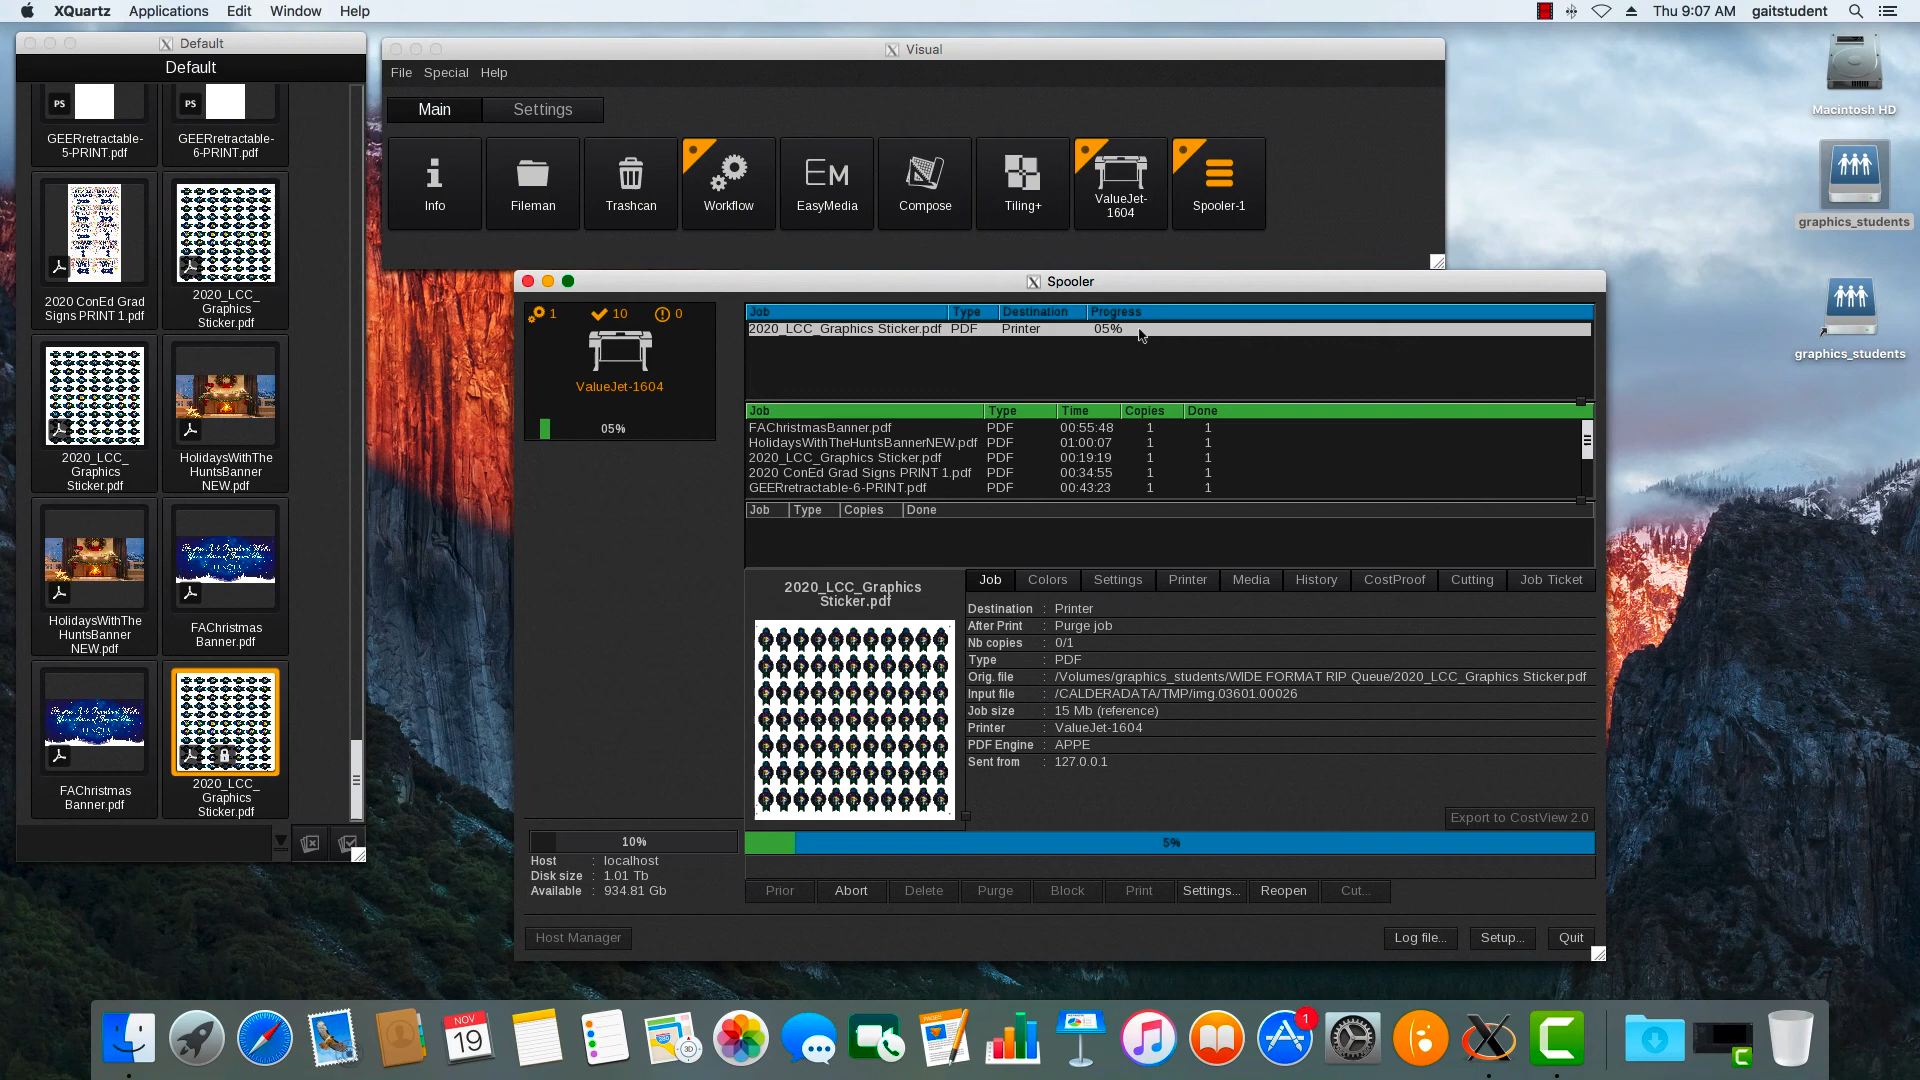 XQuartz Applications Edit Window Help
Thu 9:07 AM gaitstudent
Default
Default
PS
PS
GEERretractable-
5-PRINT.pdf
GEERretractable-
6-PRINT.pdf
2020 ConEd Grad
Signs PRINT 1.pdf
2020_LCC_
Graphics
Sticker.pdf
2020_LCC_
Graphics
Sticker.pdf
HolidaysWithThe
HuntsBanner
NEW.pdf
HolidaysWithThe
HuntsBanner
NEW.pdf
FAChristmas
Banner.pdf
FAChristmas
Banner.pdf
2020_LCC_
Graphics
Sticker.pdf
Visual
File Special Help
Main Settings
Info
Fileman
Trashcan
Workflow
EM
EasyMedia
Compose
Tiling+
ValueJet-
1604
Spooler-1
Macintosh HD
graphics_students
graphics_students
Spooler
1 10 0
ValueJet-1604
05%
Job Type Destination Progress
2020_LCC_Graphics Sticker.pdf PDF Printer 05%
Job Type Time Copies Done
FAChristmasBanner.pdf PDF 00:55:48 1 1
HolidaysWithTheHuntsBannerNEW.pdf PDF 01:00:07 1 1
2020_LCC_Graphics Sticker.pdf PDF 00:19:19 1 1
2020 ConEd Grad Signs PRINT 1.pdf PDF 00:34:55 1 1
GEERretractable-6-PRINT.pdf PDF 00:43:23 1 1
Job Type Copies Done
2020_LCC_Graphics
Sticker.pdf
Job Colors Settings Printer Media History CostProof Cutting Job Ticket
Destination : Printer
After Print : Purge job
Nb copies : 0/1
Type : PDF
Orig. file : /Volumes/graphics_students/WIDE FORMAT RIP Queue/2020_LCC_Graphics Sticker.pdf
Input file : /CALDERADATA/TMP/img.03601.00026
Job size : 15 Mb (reference)
Printer : ValueJet-1604
PDF Engine : APPE
Sent from : 127.0.0.1
Export to CostView 2.0
10%
Host : localhost
Disk size : 1.01 Tb
Available : 934.81 Gb
5%
Prior Abort Delete Purge Block Print Settings... Reopen Cut...
Host Manager
Log file... Setup... Quit
NOV
19
PAGES
3D
1